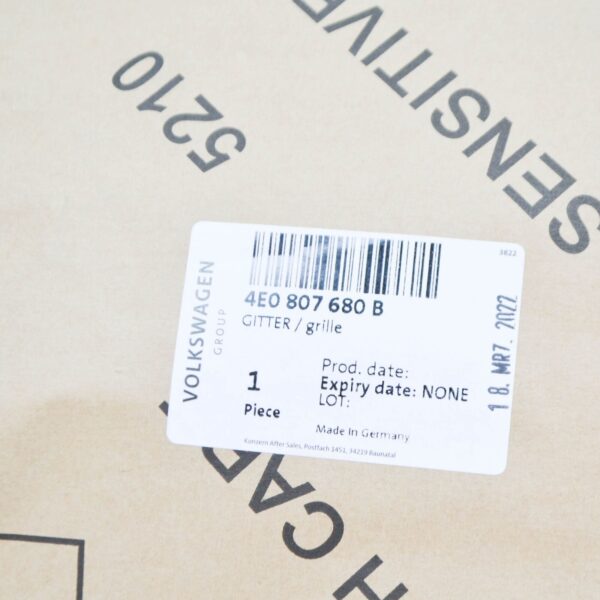 SENSITIVE
5210
3822
VOLKSWAGEN
GROUP
4E0 807 680 B
GITTER / grille
1
Piece
Prod. date:
Expiry date: NONE
LOT:
Made In Germany
Konzern After Sales, Postfach 1451, 34219 Baunatal
18. MRZ. 2022